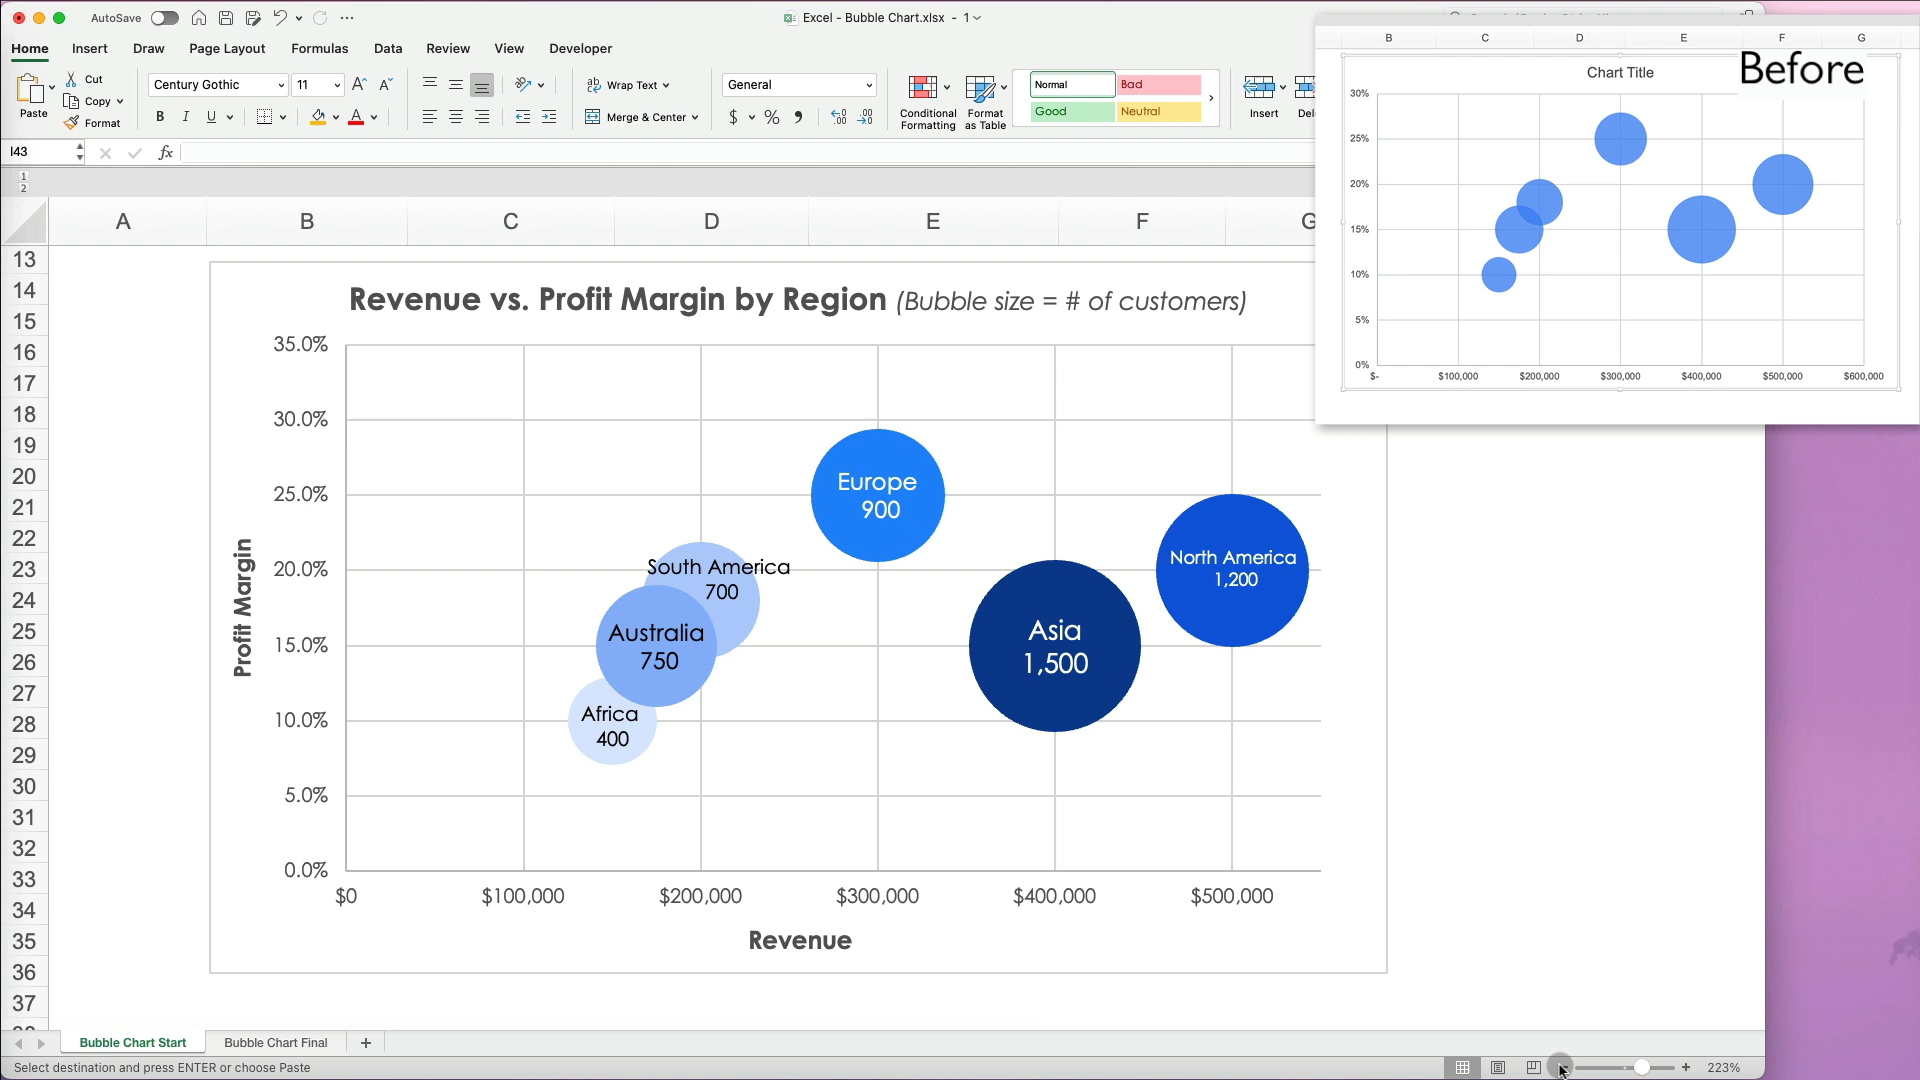 AutoSave
Excel - Bubble Chart.xlsx - 1
Home Insert Draw Page Layout Formulas Data Review View Developer
Paste
Cut
Copy
Format
Century Gothic 11
B I U
Wrap Text
Merge & Center
General
$ % 9
Conditional Formatting
Format as Table
Normal Bad
Good Neutral
Insert
Del
I43
fx
1
2
A B C D E F G
13
14
15
16
17
18
19
20
21
22
23
24
25
26
27
28
29
30
31
32
33
34
35
36
37
Revenue vs. Profit Margin by Region (Bubble size = # of customers)
Profit Margin
35.0%
30.0%
25.0%
20.0%
15.0%
10.0%
5.0%
0.0%
Europe
900
South America
700
North America
1,200
Australia
750
Asia
1,500
Africa
400
$0 $100,000 $200,000 $300,000 $400,000 $500,000
Revenue
B C D E F G
Chart Title
Before
30%
25%
20%
15%
10%
5%
0%
$- $100,000 $200,000 $300,000 $400,000 $500,000 $600,000
Bubble Chart Start
Bubble Chart Final
+
Select destination and press ENTER or choose Paste
223%